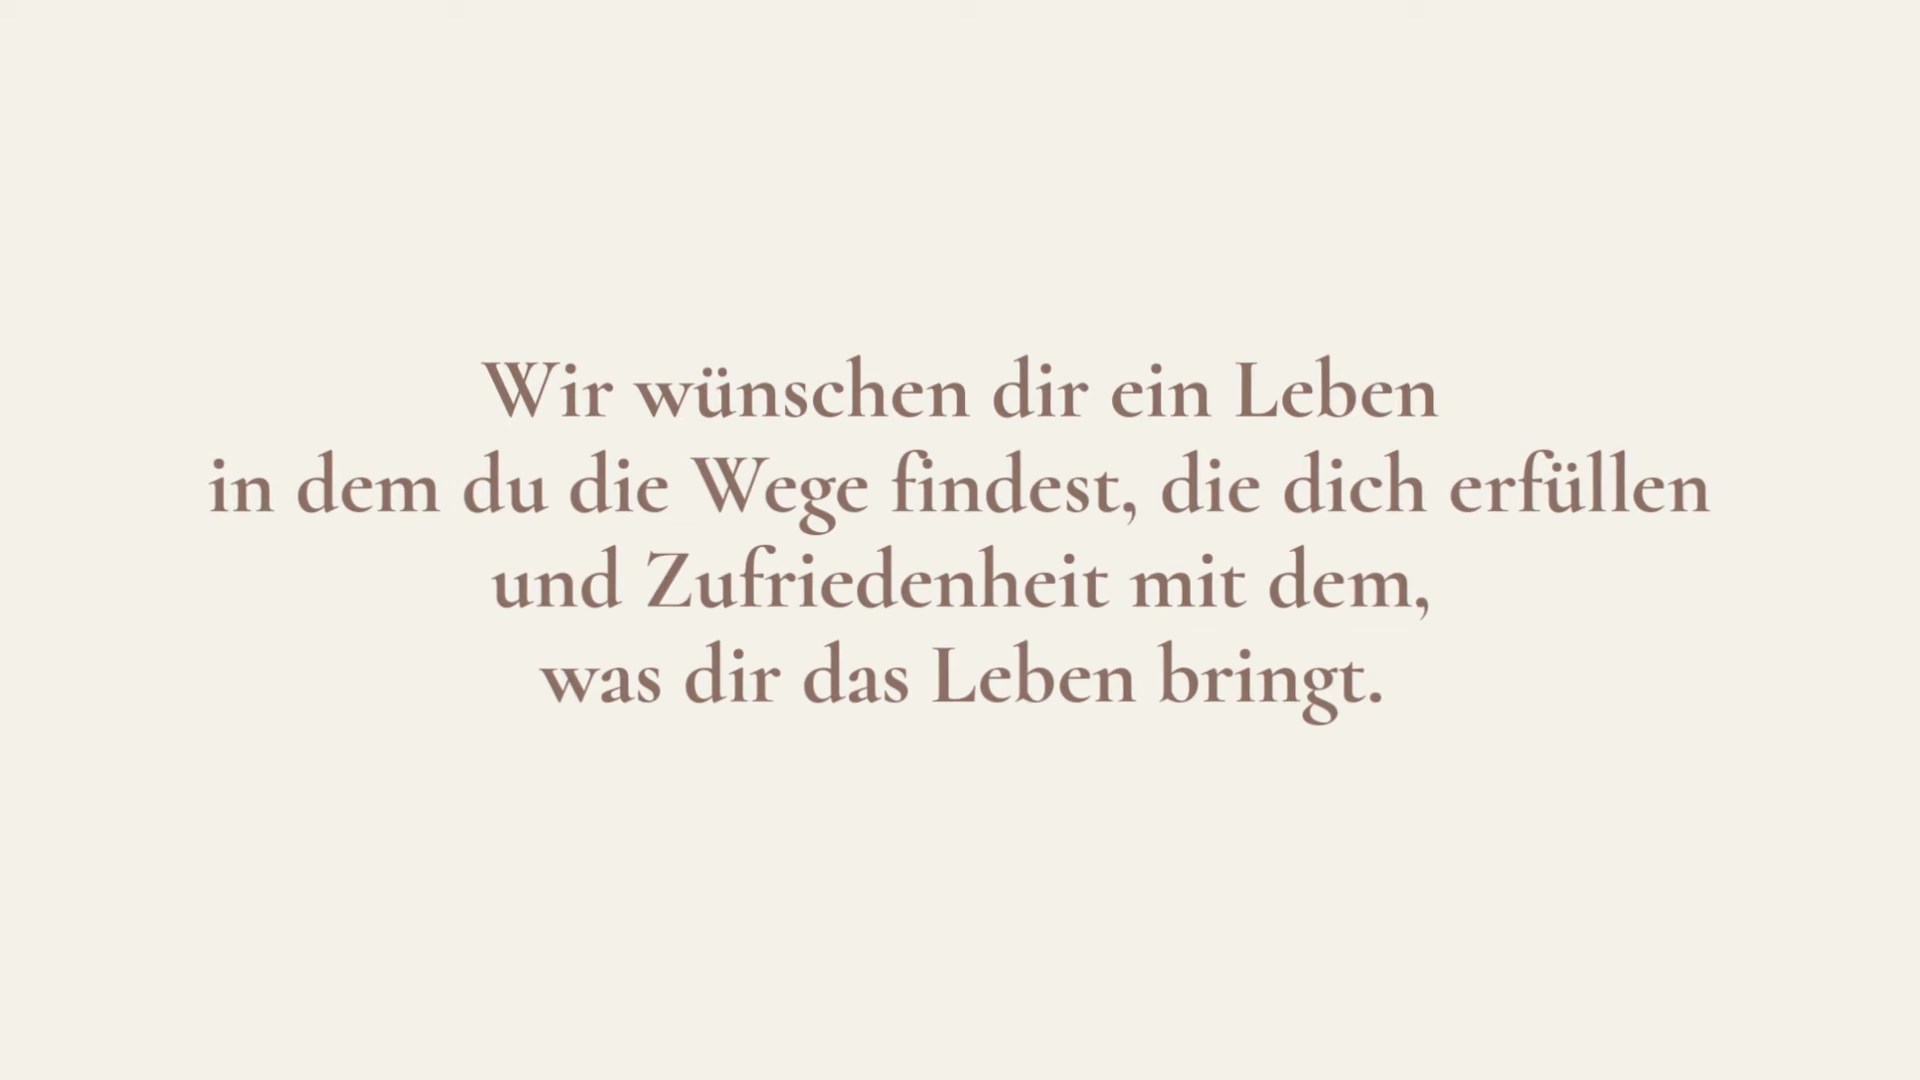 Wir wünschen dir ein Leben
in dem du die Wege findest, die dich erfüllen
und Zufriedenheit mit dem,
was dir das Leben bringt.